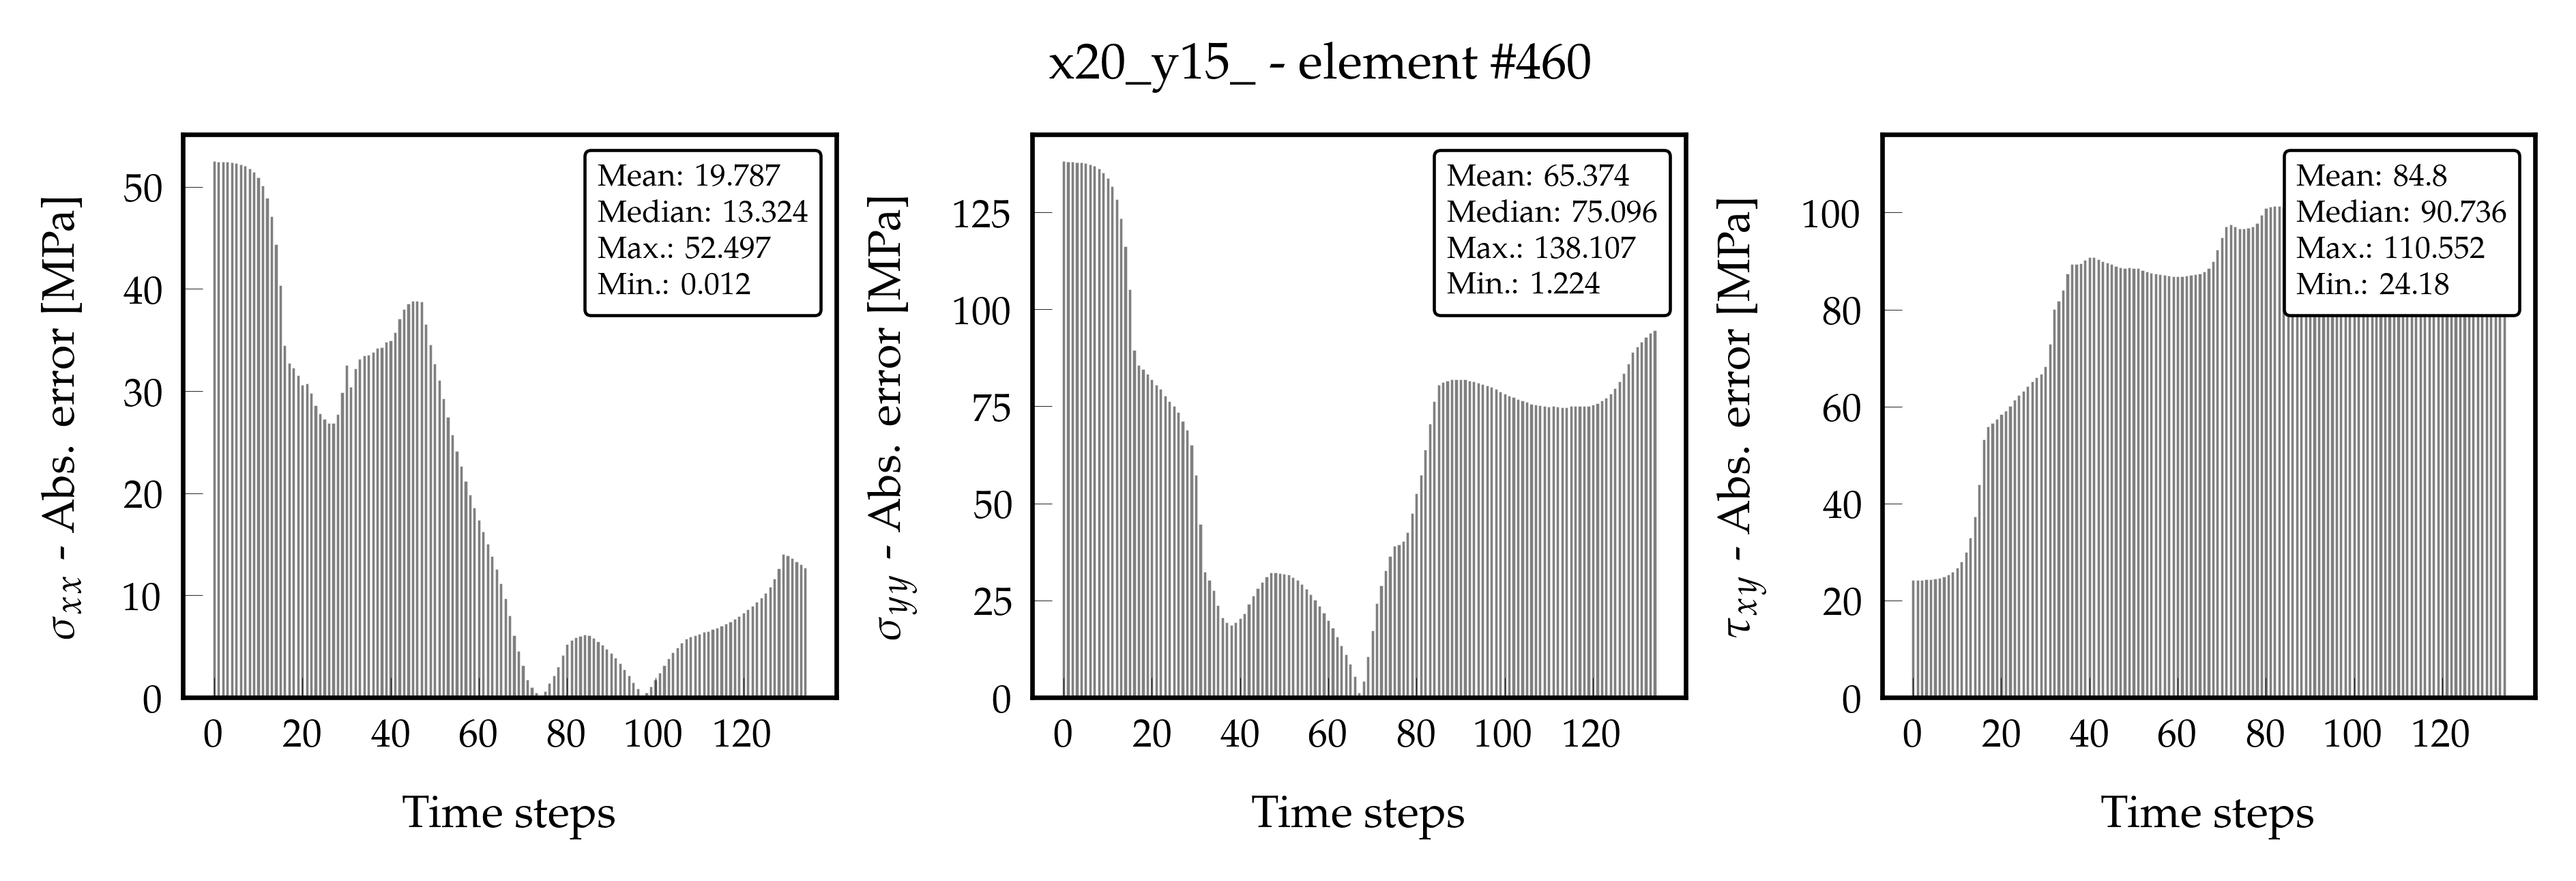 x20_y15_ - element #460
σxx - Abs. error [MPa]
50
40
30
20
10
0
Mean: 19.787
Median: 13.324
Max.: 52.497
Min.: 0.012
0 20 40 60 80 100 120
Time steps
σyy - Abs. error [MPa]
125
100
75
50
25
0
Mean: 65.374
Median: 75.096
Max.: 138.107
Min.: 1.224
0 20 40 60 80 100 120
Time steps
τxy - Abs. error [MPa]
100
80
60
40
20
0
Mean: 84.8
Median: 90.736
Max.: 110.552
Min.: 24.18
0 20 40 60 80 100 120
Time steps